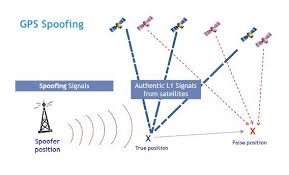 GPS Spoofing
Spoofing Signals
Authentic L1 Signals
from satellites
Spoofer
position
True position
False position
X
X